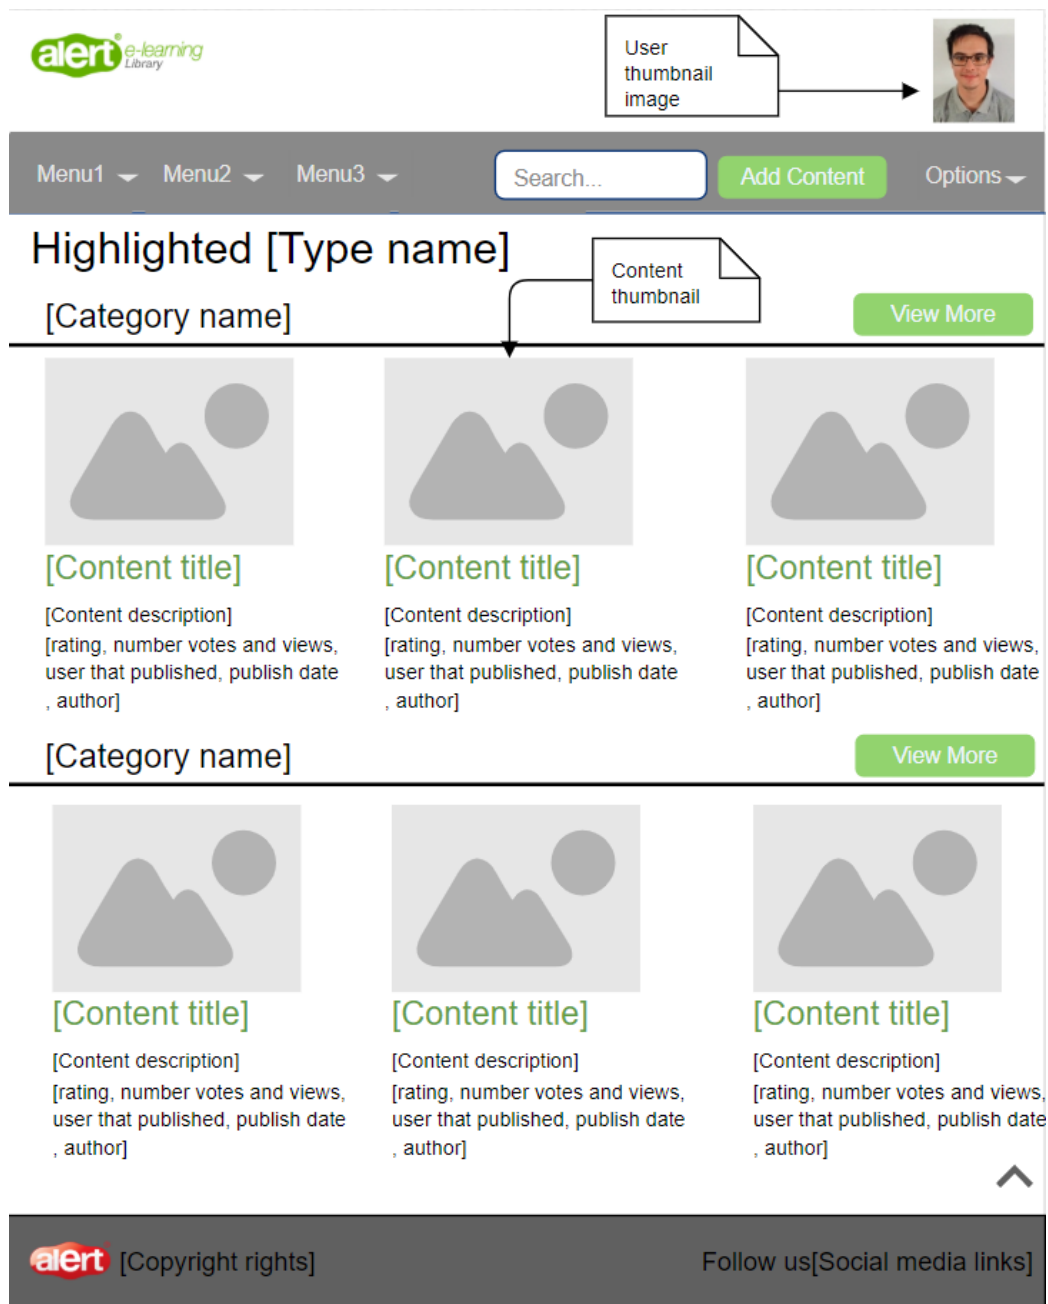 alert® e-learning
Library
User
thumbnail
image
Menu1 Menu2 Menu3 Search... Add Content Options
Highlighted [Type name]
Content
thumbnail
[Category name] View More
[Content title] [Content title] [Content title]
[Content description] [Content description] [Content description]
[rating, number votes and views, [rating, number votes and views, [rating, number votes and views,
user that published, publish date user that published, publish date user that published, publish date
, author] , author] , author]
[Category name] View More
[Content title] [Content title] [Content title]
[Content description] [Content description] [Content description]
[rating, number votes and views, [rating, number votes and views, [rating, number votes and views,
user that published, publish date user that published, publish date user that published, publish date
, author] , author] , author]
alert [Copyright rights] Follow us[Social media links]